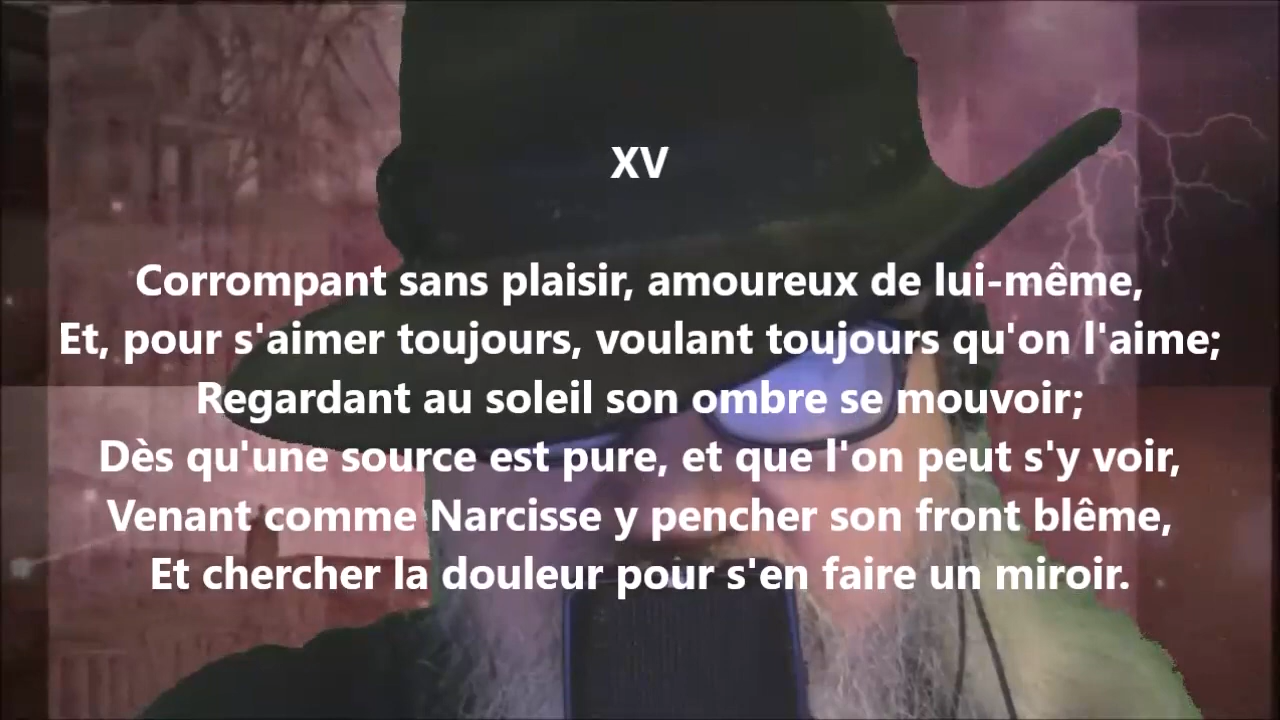 XV
Corrompant sans plaisir, amoureux de lui-même,
Et, pour s'aimer toujours, voulant toujours qu'on l'aime;
Regardant au soleil son ombre se mouvoir;
Dès qu'une source est pure, et que l'on peut s'y voir,
Venant comme Narcisse y pencher son front blême,
Et chercher la douleur pour s'en faire un miroir.